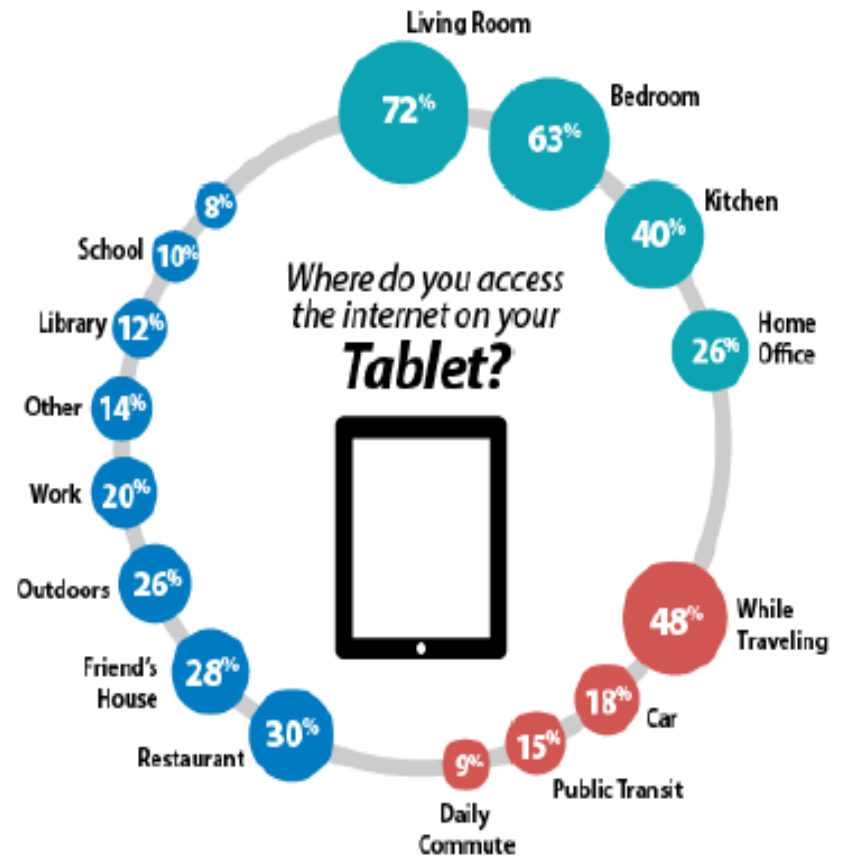 Living Room
72%
Bedroom
63%
Kitchen
40%
Home
Office
26%
While
Traveling
48%
Car
18%
Public Transit
15%
Daily
Commute
9%
Restaurant
30%
Friend's
House
28%
Outdoors
26%
Work
20%
Other
14%
Library
12%
School
10%
8%
Where do you access
the internet on your
Tablet?